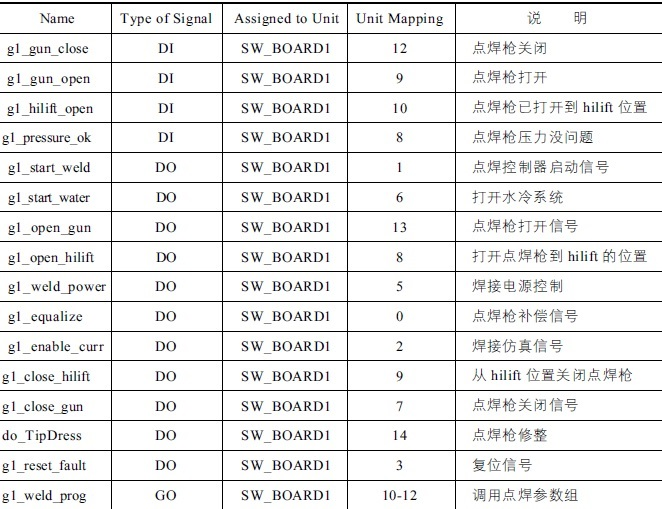 Name Type of Signal Assigned to Unit Unit Mapping 说 明
g1_gun_close DI SW_BOARD1 12 点焊枪关闭
g1_gun_open DI SW_BOARD1 9 点焊枪打开
g1_hilift_open DI SW_BOARD1 10 点焊枪已打开到 hilift 位置
g1_pressure_ok DI SW_BOARD1 8 点焊枪压力没问题
g1_start_weld DO SW_BOARD1 1 点焊控制器启动信号
g1_start_water DO SW_BOARD1 6 打开水冷系统
g1_open_gun DO SW_BOARD1 13 点焊枪打开信号
g1_open_hilift DO SW_BOARD1 8 打开点焊枪到 hilift 的位置
g1_weld_power DO SW_BOARD1 5 焊接电源控制
g1_equalize DO SW_BOARD1 0 点焊枪补偿信号
g1_enable_curr DO SW_BOARD1 2 焊接仿真信号
g1_close_hilift DO SW_BOARD1 9 从 hilift 位置关闭点焊枪
g1_close_gun DO SW_BOARD1 7 点焊枪关闭信号
do_TipDress DO SW_BOARD1 14 点焊枪修整
g1_reset_fault DO SW_BOARD1 3 复位信号
g1_weld_prog GO SW_BOARD1 10-12 调用点焊参数组